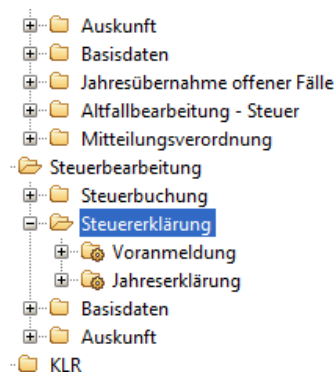 Auskunft
Basisdaten
Jahresübernahme offener Fälle
Altfallbearbeitung - Steuer
Mitteilungsverordnung
Steuerbearbeitung
Steuerbuchung
Steuererklärung
Voranmeldung
Jahreserklärung
Basisdaten
Auskunft
KLR